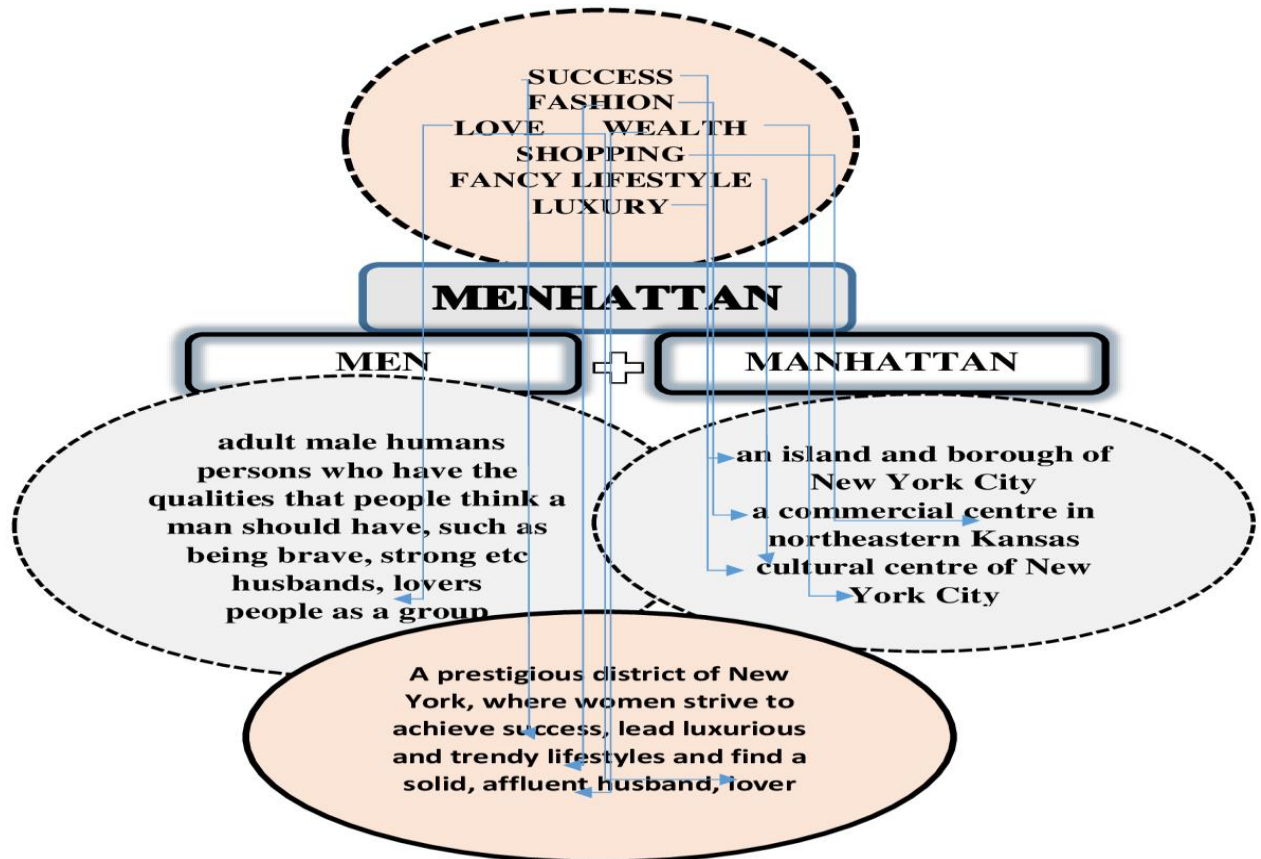 SUCCESS
FASHION
LOVE WEALTH
SHOPPING
FANCY LIFESTYLE
LUXURY
MENHATTAN
MEN
MANHATTAN
adult male humans
persons who have the
qualities that people think a
man should have, such as
being brave, strong etc
husbands, lovers
people as a group
an island and borough of
New York City
a commercial centre in
northeastern Kansas
cultural centre of New
York City
A prestigious district of New
York, where women strive to
achieve success, lead luxurious
and trendy lifestyles and find a
solid, affluent husband, lover